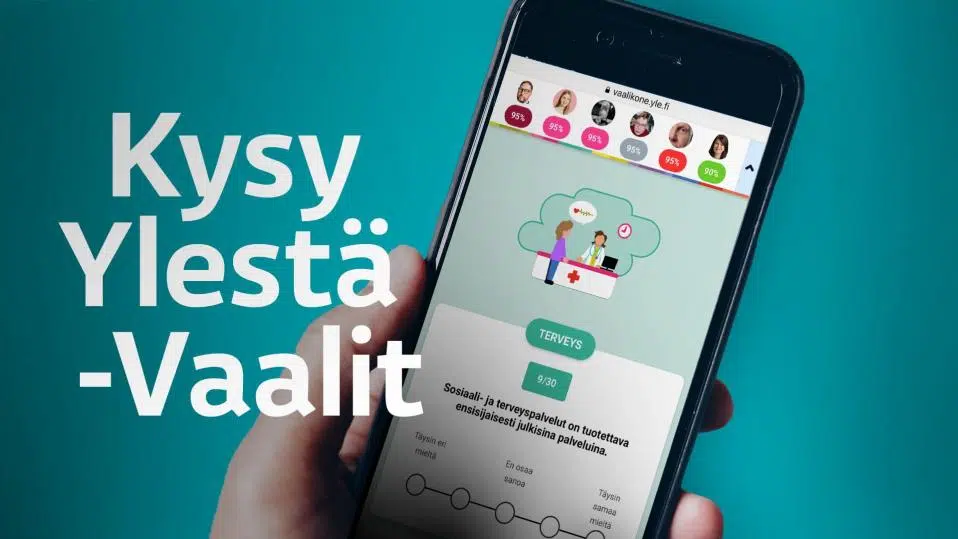 Kysy
Ylestä
-Vaalit
vaalikone.yle.fi
95% 95% 95% 95% 95% 90%
TERVEYS
9/30
Sosiaali- ja terveyspalvelut on tuotettava
ensisijaisesti julkisina palveluina.
Täysin eri
mieltä
En osaa
sanoa
Täysin
samaa
mieltä